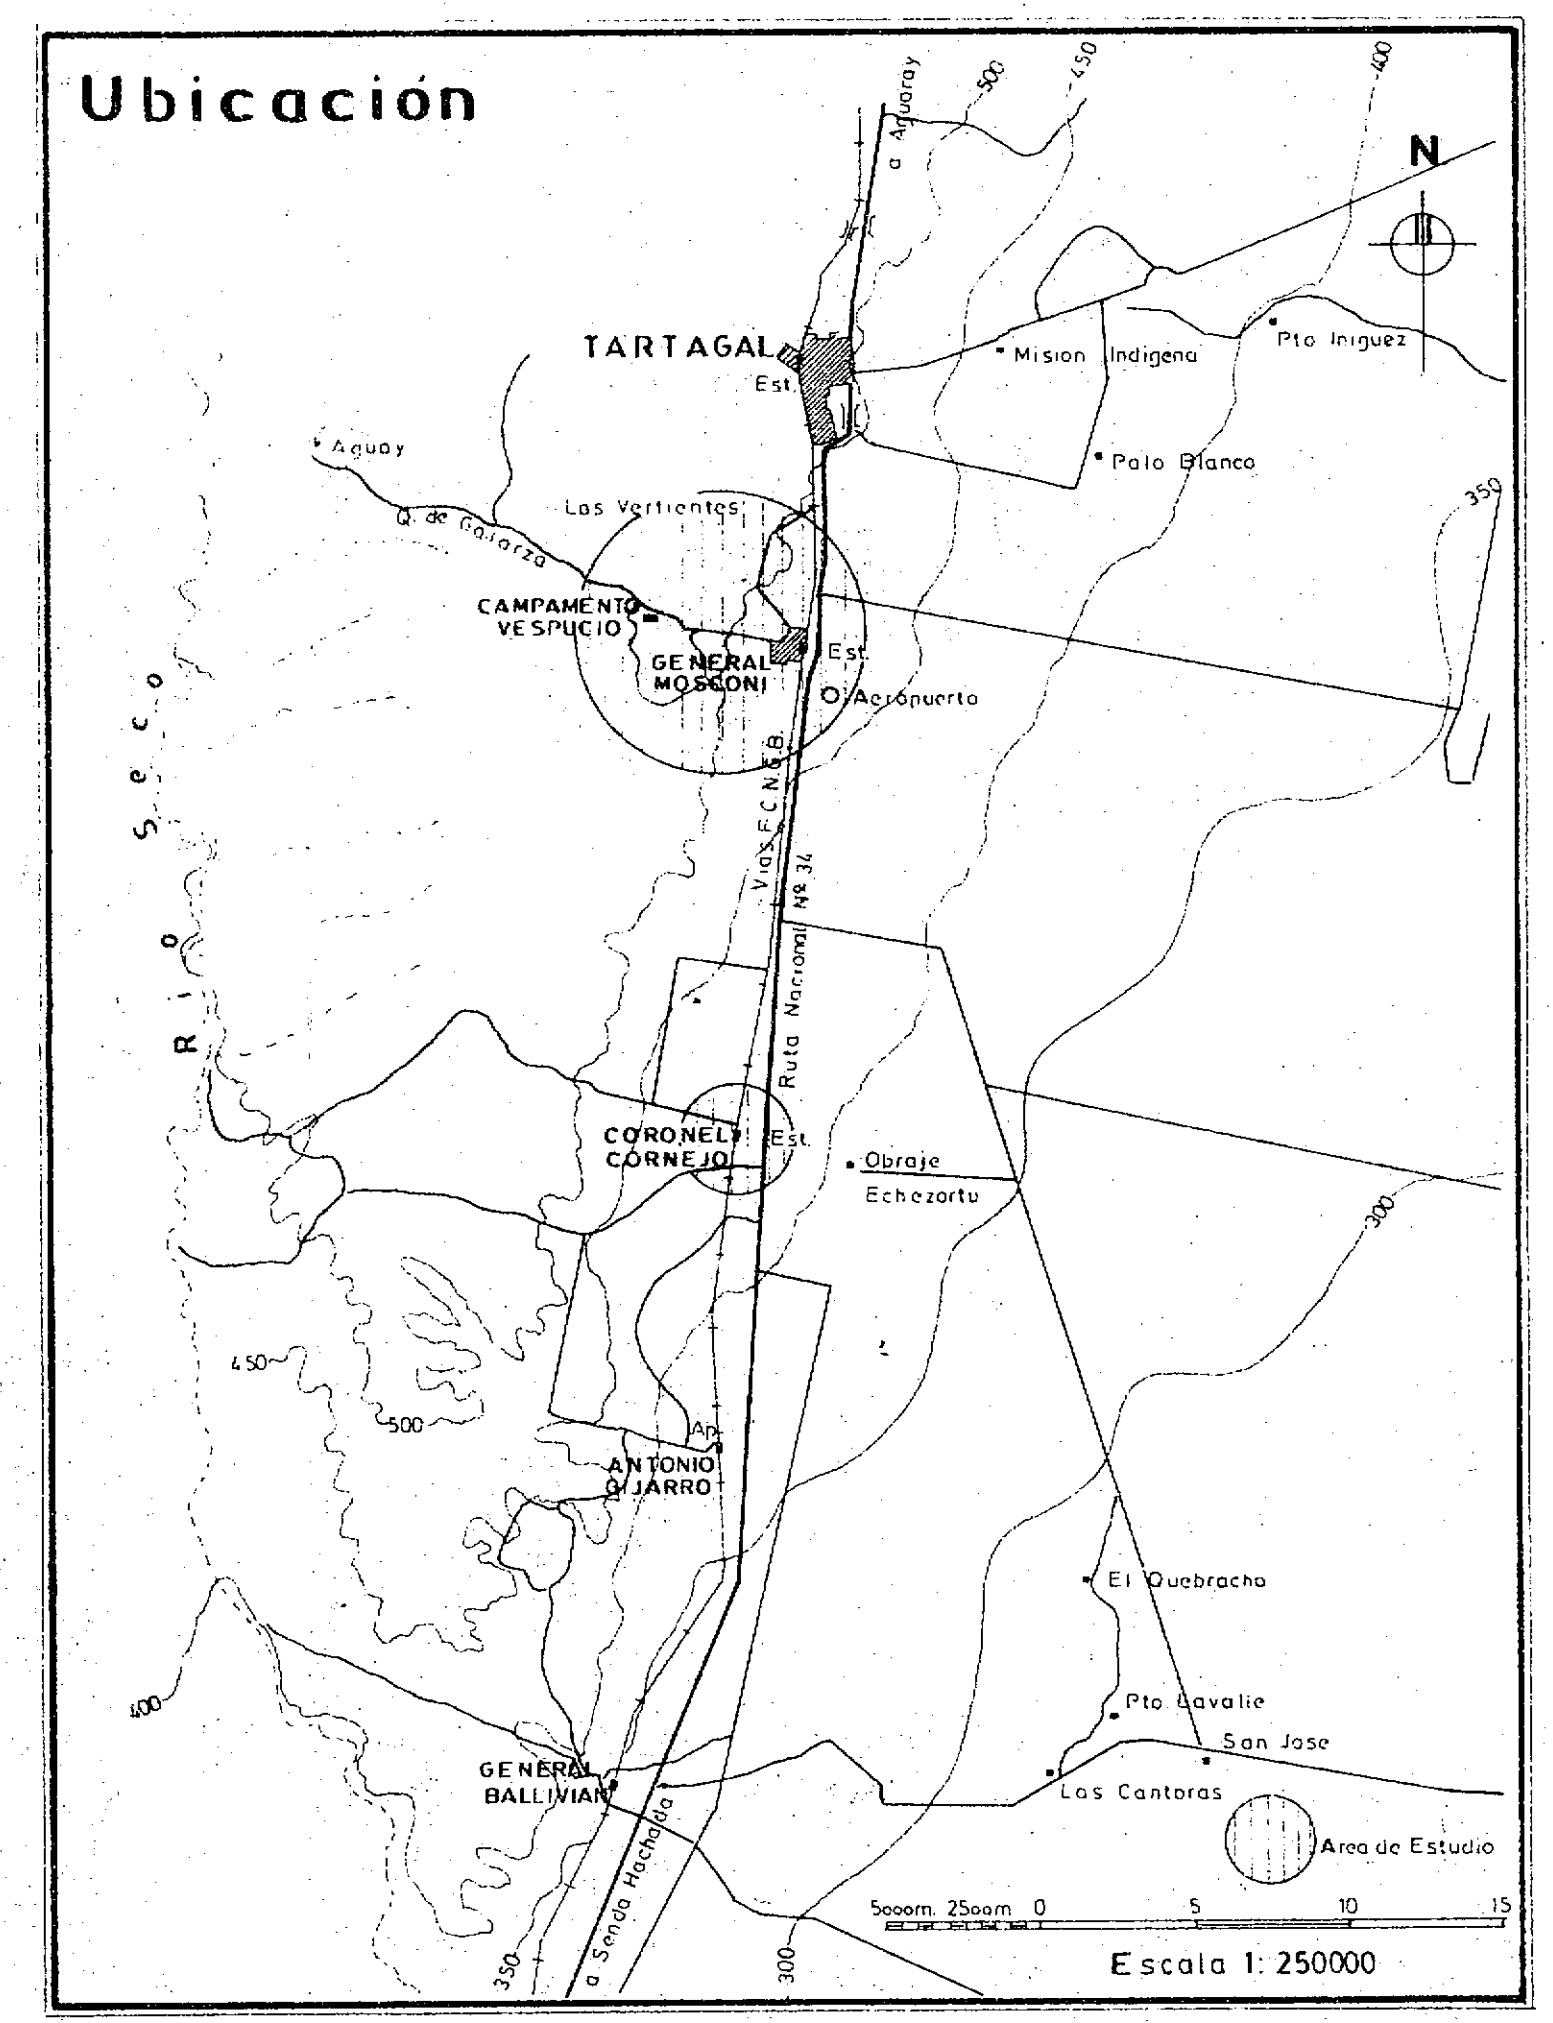 Ubicación
a Aguaray
500
450
400
N
TARTAGAL
Est.
Mision Indigena
Pto Iniguez
Aguay
Palo Blanco
350
Q. de Galarza
Las Vertientes
CAMPAMENTO
VESPUCIO
GENERAL
MOSCONI
Est.
Aeropuerto
Rio Seco
Vias F.C.N.G.B.
Ruta Nacional Nº 34
CORONEL
CORNEJO
Est.
Obraje
Echezortu
300
450
500
Ap.
ANTONIO
QIJARRO
El Quebracho
400
Pto. Lavalle
San Jose
GENERAL
BALLIVIAN
Las Cantoras
a Senda Hachada
Area de Estudio
350
300
5000m. 2500m 0 5 10 15
Escala 1: 250000